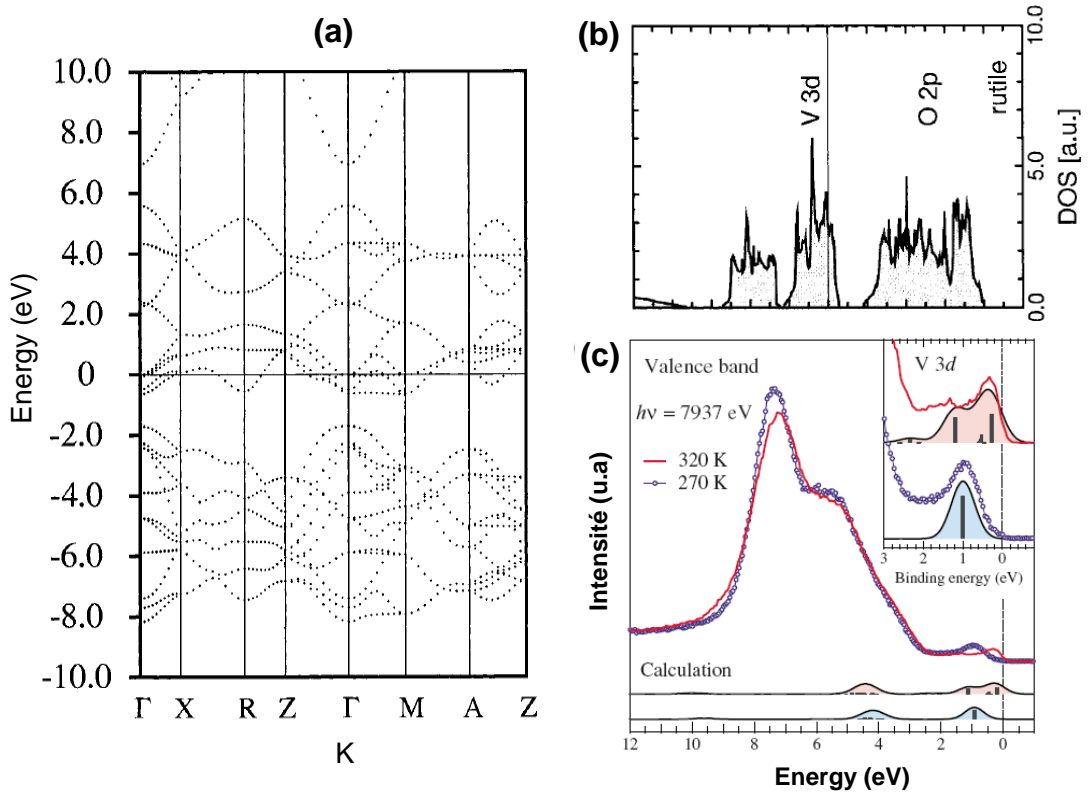 (a)
10.0
8.0
6.0
4.0
2.0
0
-2.0
-4.0
-6.0
-8.0
-10.0
Energy (eV)
Γ X R Z Γ M A Z
K
(b)
V 3d
O 2p
rutile
10.0
5.0
0.0
DOS [a.u.]
(c)
Valence band
hν = 7937 eV
320 K
270 K
V 3d
3 2 1 0
Binding energy (eV)
Calculation
Intensité (u.a)
12 10 8 6 4 2 0
Energy (eV)